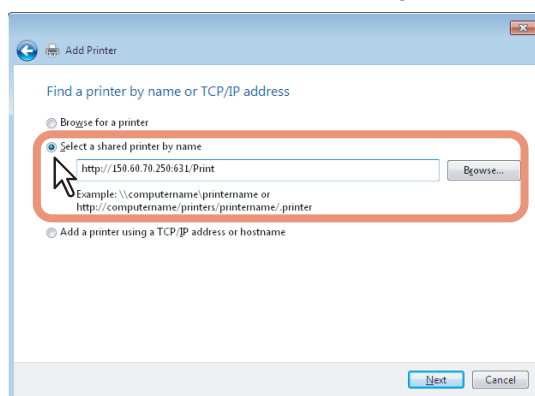 Add Printer
Find a printer by name or TCP/IP address
Browse for a printer
Select a shared printer by name
http://150.60.70.250:631/Print
Browse...
Example: \\computername\printername or
http://computername/printers/printername/.printer
Add a printer using a TCP/IP address or hostname
Next
Cancel